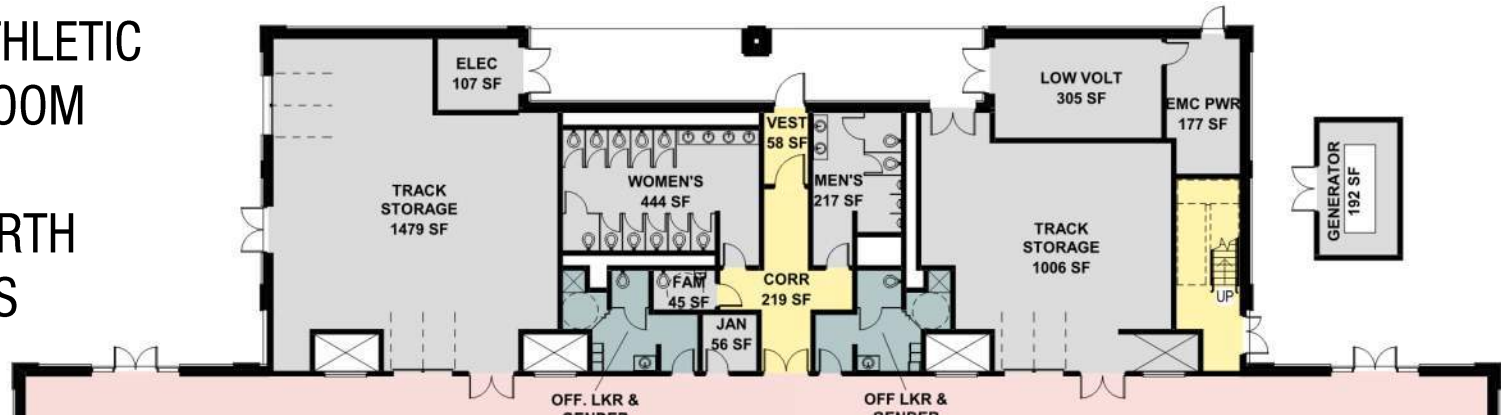 THLETIC
OOM
RTH
S
ELEC
107 SF
TRACK
STORAGE
1479 SF
WOMEN'S
444 SF
VEST
58 SF
MEN'S
217 SF
LOW VOLT
305 SF
EMC PWR
177 SF
GENERATOR
192 SF
TRACK
STORAGE
1006 SF
UP
FAM
45 SF
CORR
219 SF
JAN
56 SF
OFF. LKR &
GENDER
OFF LKR &
GENDER